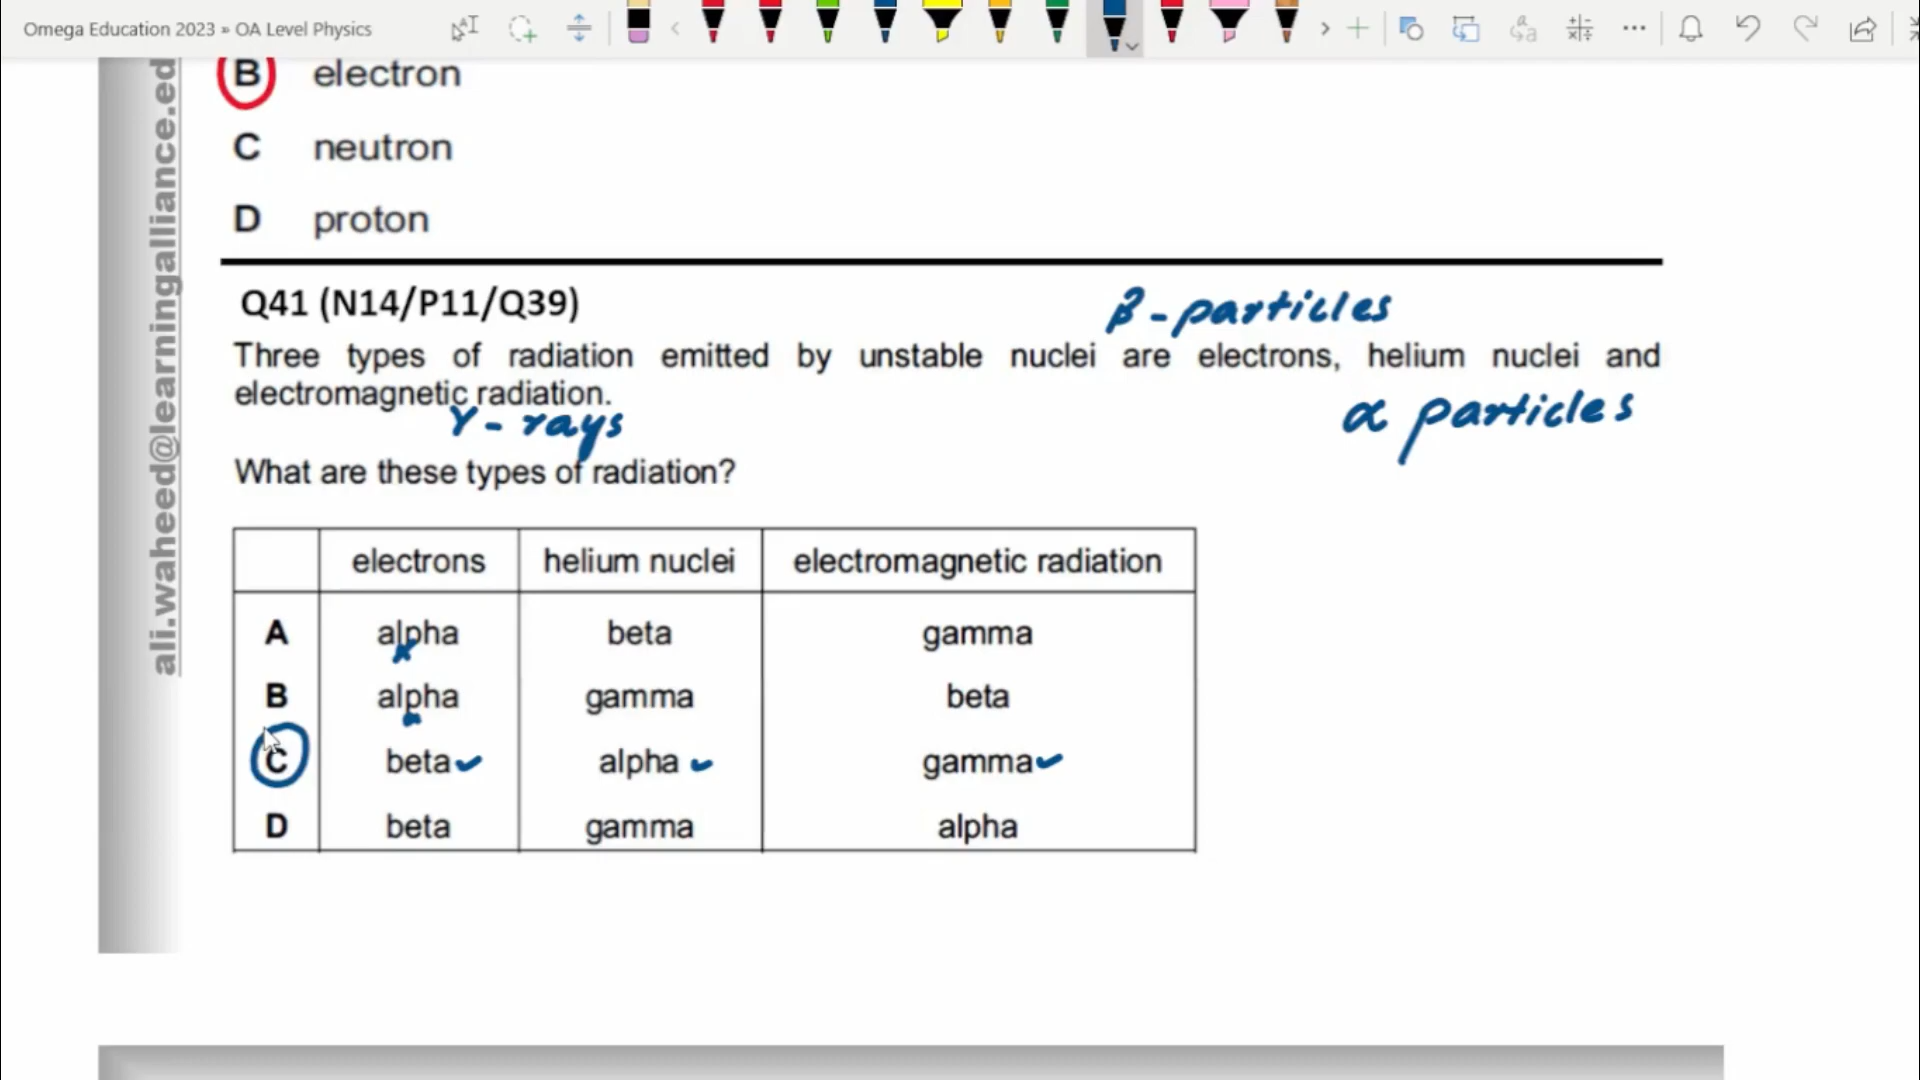 Omega Education 2023 » OA Level Physics
B electron
C neutron
D proton
ali.waheed@learningalliance.ed
Q41 (N14/P11/Q39)
β - particles
Three types of radiation emitted by unstable nuclei are electrons, helium nuclei and
electromagnetic radiation.
γ - rays
α particles
What are these types of radiation?
electrons helium nuclei electromagnetic radiation
A alpha beta gamma
B alpha gamma beta
C beta alpha gamma
D beta gamma alpha